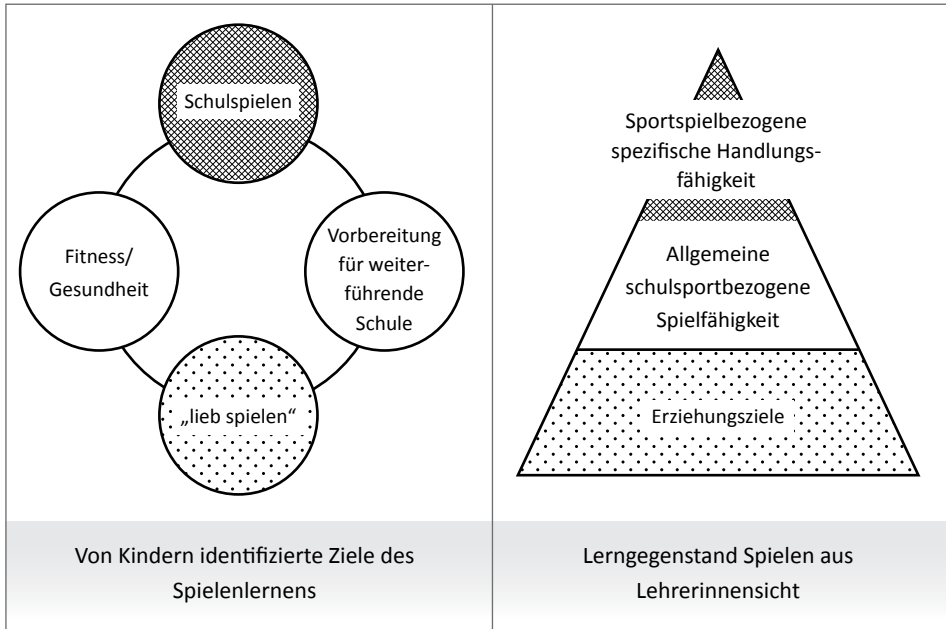 Schulspielen
Fitness/
Gesundheit
Vorbereitung
für weiter-
führende
Schule
„lieb spielen“
Von Kindern identifizierte Ziele des
Spielenlernens
Sportspielbezogene
spezifische Handlungs-
fähigkeit
Allgemeine
schulsportbezogene
Spielfähigkeit
Erziehungsziele
Lerngegenstand Spielen aus
Lehrerinnensicht